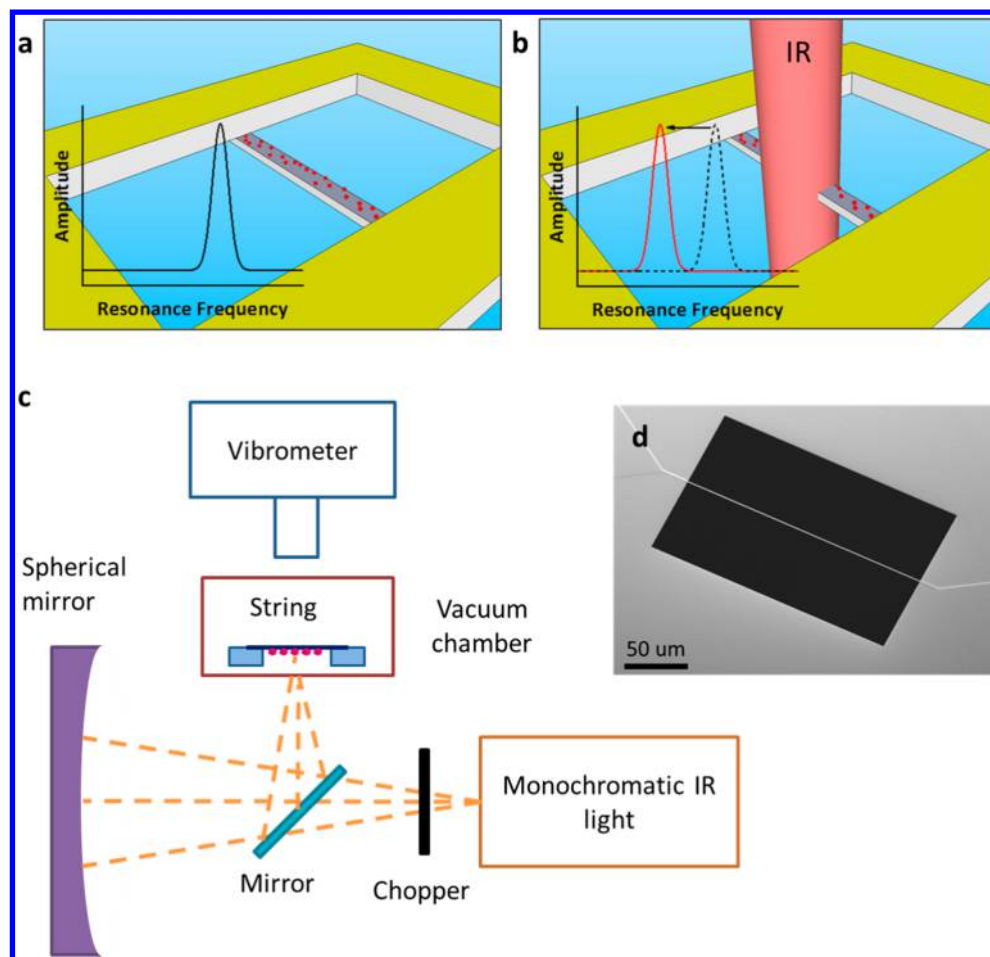 a
Amplitude
Resonance Frequency
b
IR
Amplitude
Resonance Frequency
c
Vibrometer
Spherical
mirror
String
Vacuum
chamber
Monochromatic IR
light
Mirror
Chopper
d
50 um